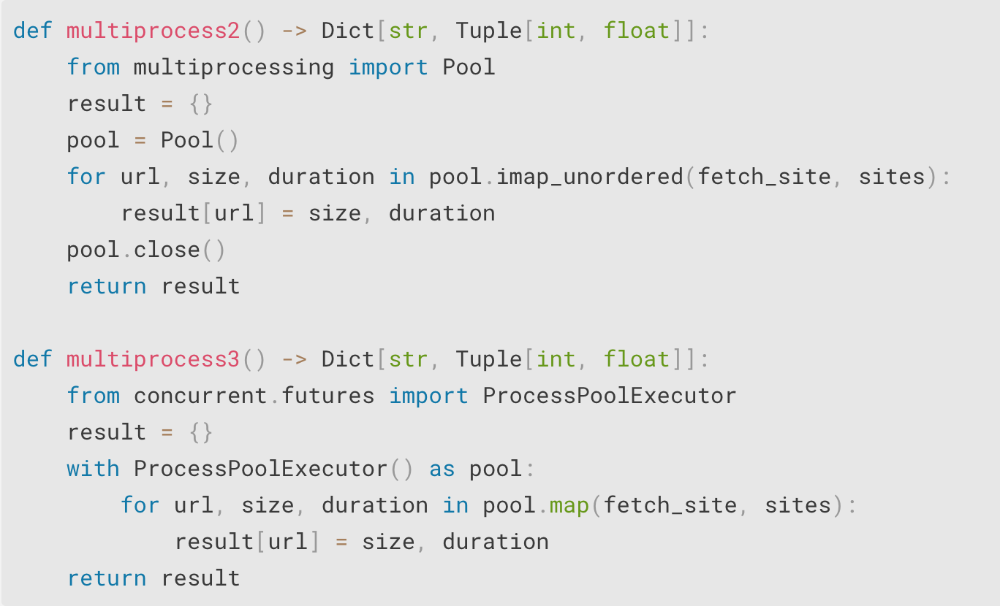 def multiprocess2() -> Dict[str, Tuple[int, float]]:
    from multiprocessing import Pool
    result = {}
    pool = Pool()
    for url, size, duration in pool.imap_unordered(fetch_site, sites):
        result[url] = size, duration
    pool.close()
    return result

def multiprocess3() -> Dict[str, Tuple[int, float]]:
    from concurrent.futures import ProcessPoolExecutor
    result = {}
    with ProcessPoolExecutor() as pool:
        for url, size, duration in pool.map(fetch_site, sites):
            result[url] = size, duration
    return result